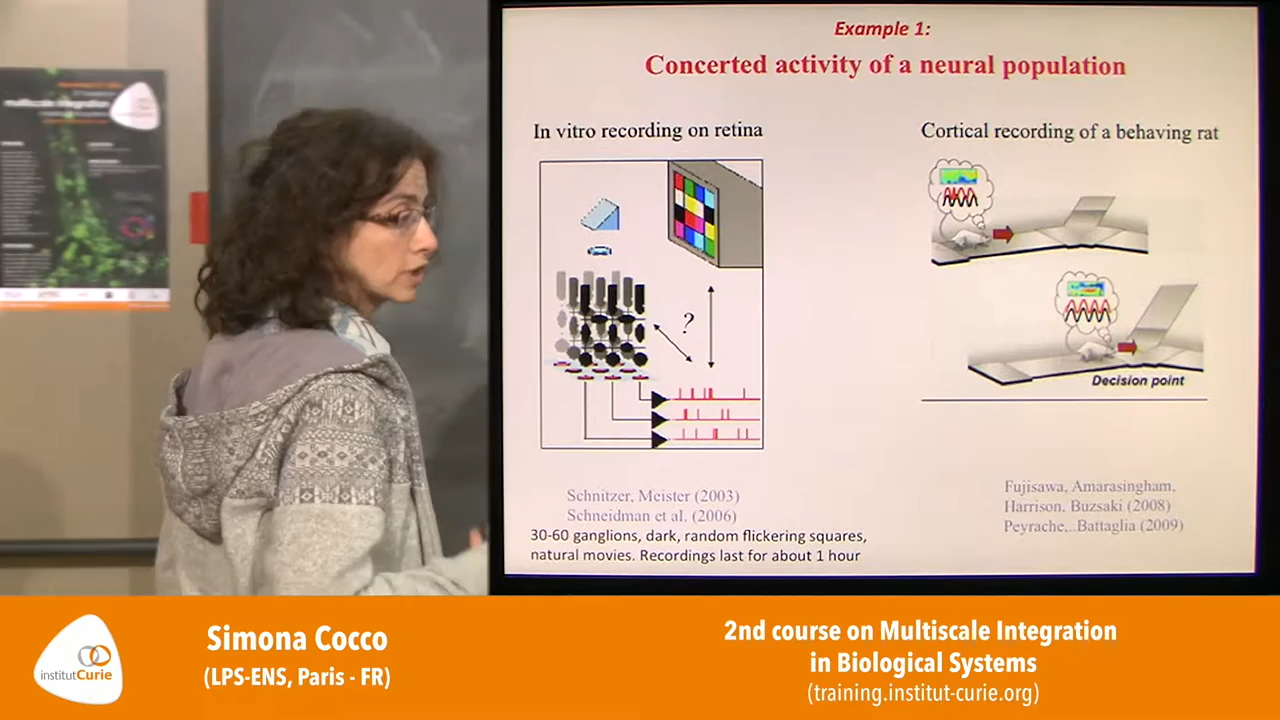 Example 1:
Concerted activity of a neural population
In vitro recording on retina
Cortical recording of a behaving rat
?
Decision point
Schnitzer, Meister (2003)
Schneidman et al. (2006)
30-60 ganglions, dark, random flickering squares,
natural movies. Recordings last for about 1 hour
Fujisawa, Amarasingham,
Harrison, Buzsaki (2008)
Peyrache,..Battaglia (2009)
multiscale integration
institutCurie
Simona Cocco
(LPS-ENS, Paris - FR)
2nd course on Multiscale Integration
in Biological Systems
(training.institut-curie.org)